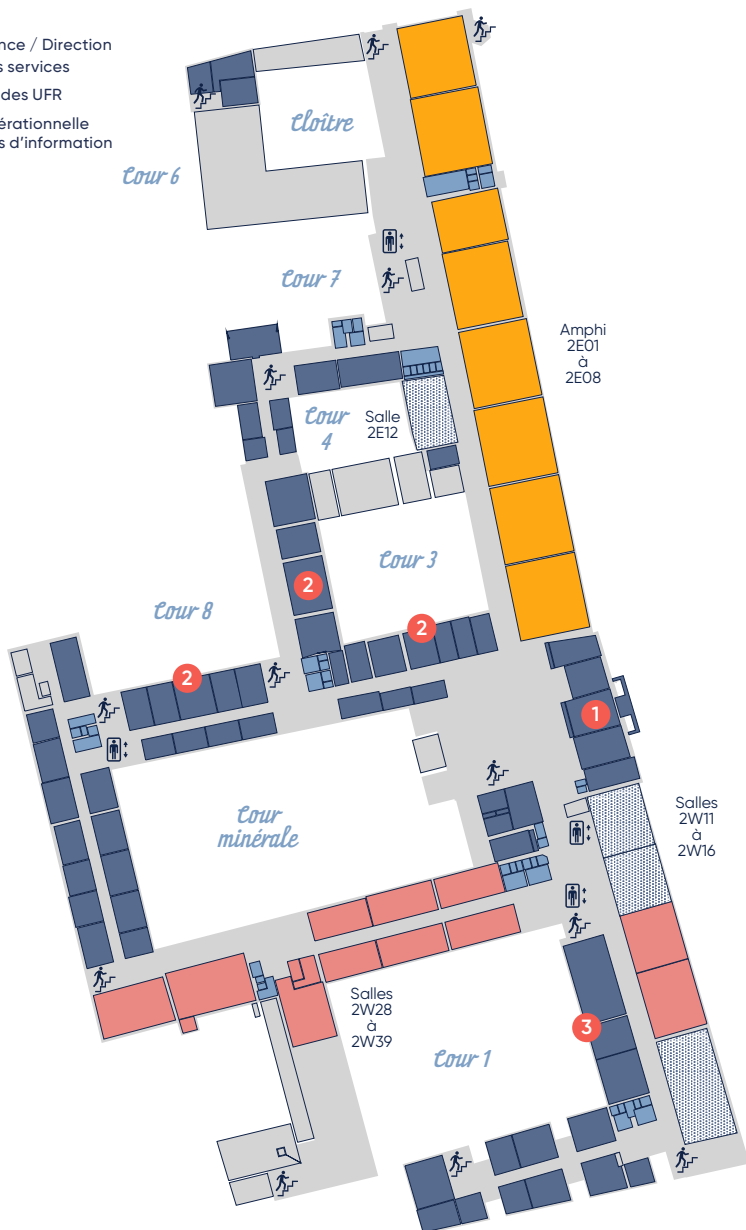 nce / Direction
s services
des UFR
érationnelle
s d'information
Cloître
Cour 6
Cour 7
Amphi
2E01
à
2E08
Cour
4
Salle
2E12
Cour 3
2
Cour 8
2
2
1
Salles
2W11
à
2W16
Cour
minérale
Salles
2W28
à
2W39
3
Cour 1